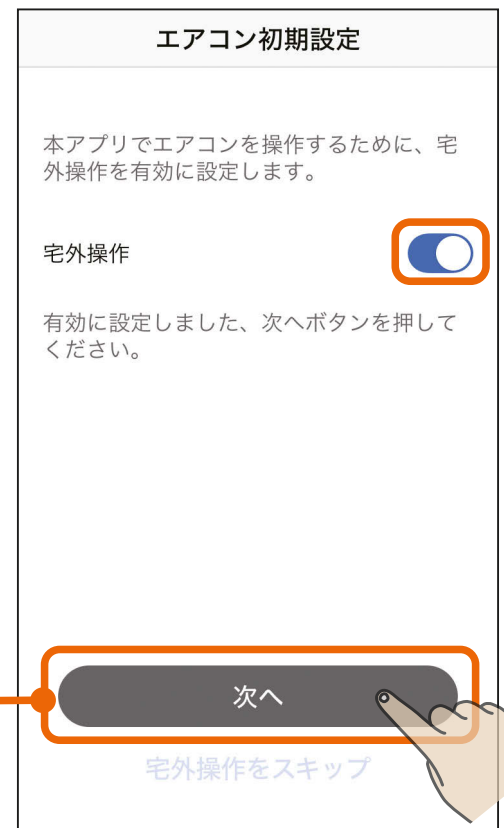 エアコン初期設定
本アプリでエアコンを操作するために、宅
外操作を有効に設定します。
宅外操作
有効に設定しました、次へボタンを押して
ください。
次へ
宅外操作をスキップ